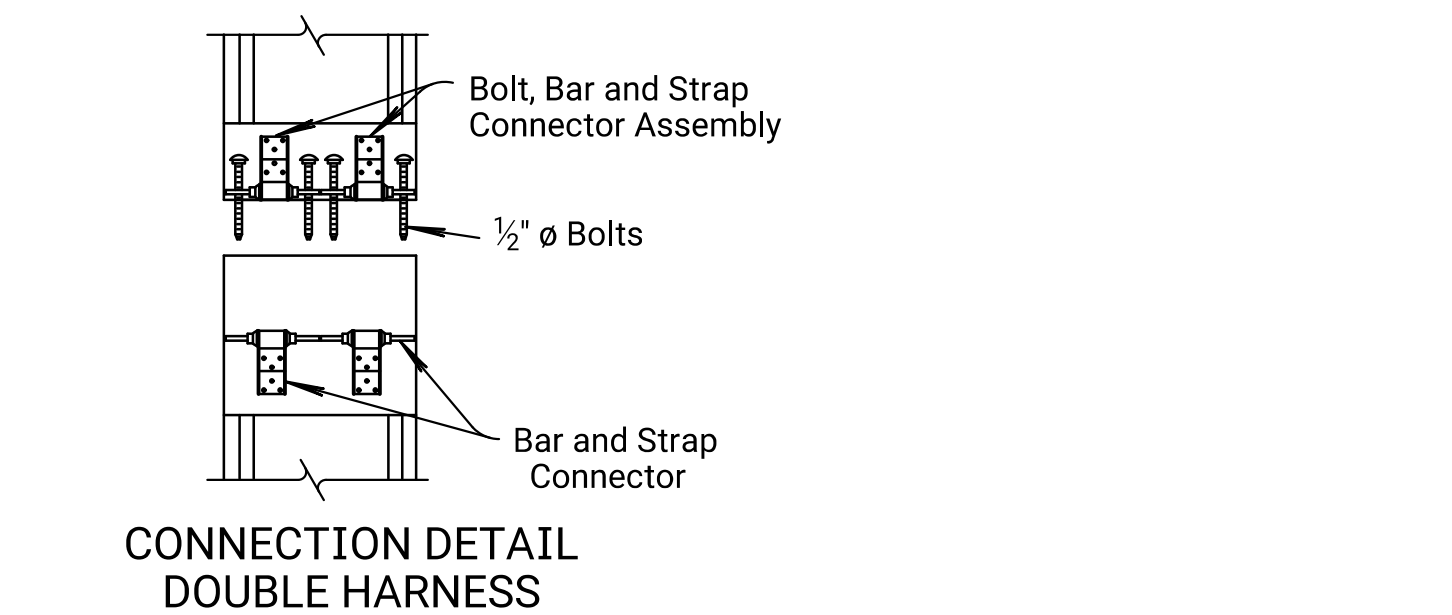 Bolt, Bar and Strap
Connector Assembly
½" ø Bolts
Bar and Strap
Connector
CONNECTION DETAIL
DOUBLE HARNESS